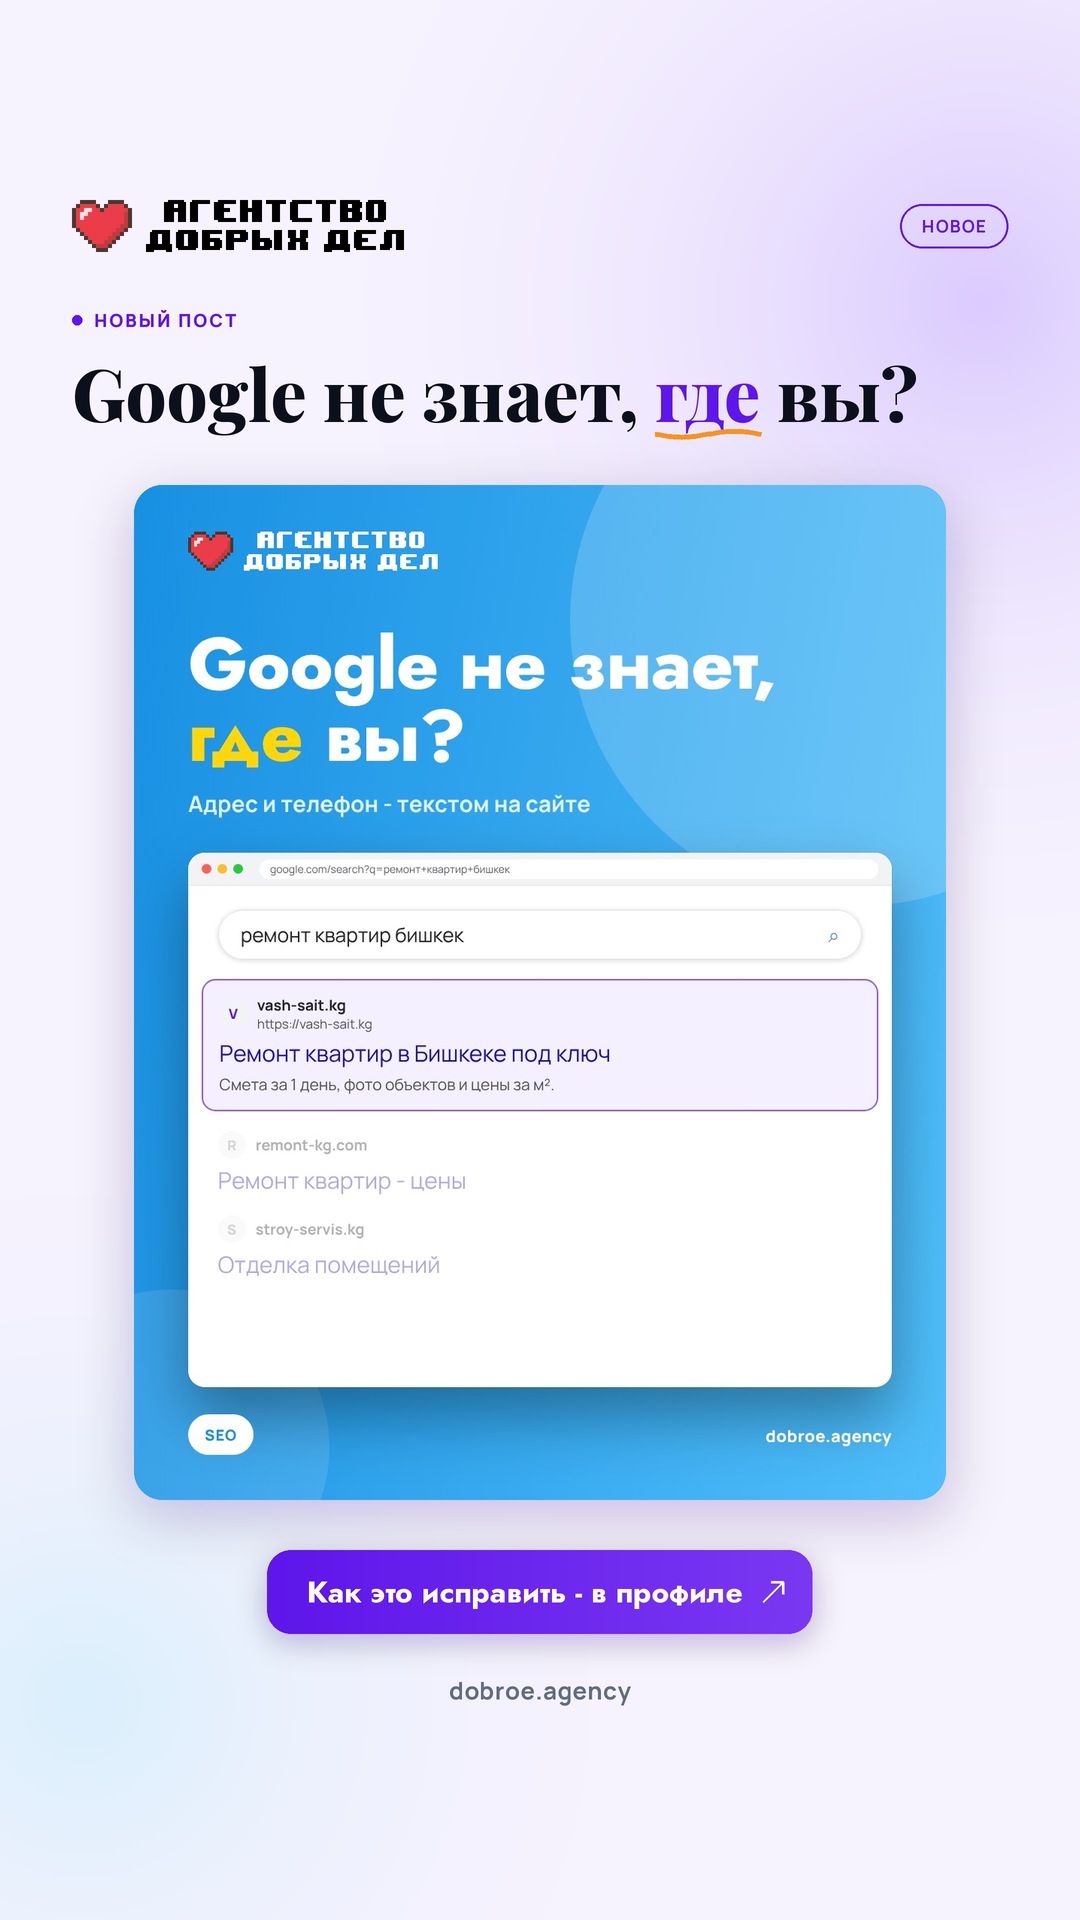 АГЕНТСТВО
ДОБРЫХ ДЕЛ
НОВОЕ
НОВЫЙ ПОСТ
Google не знает, где вы?
АГЕНТСТВО
ДОБРЫХ ДЕЛ
Google не знает,
где вы?
Адрес и телефон - текстом на сайте
google.com/search?q=ремонт+квартир+бишкек
ремонт квартир бишкек
V
vash-sait.kg
https://vash-sait.kg
Ремонт квартир в Бишкеке под ключ
Смета за 1 день, фото объектов и цены за м².
R
remont-kg.com
Ремонт квартир - цены
S
stroy-servis.kg
Отделка помещений
SEO
dobroe.agency
Как это исправить - в профиле
dobroe.agency